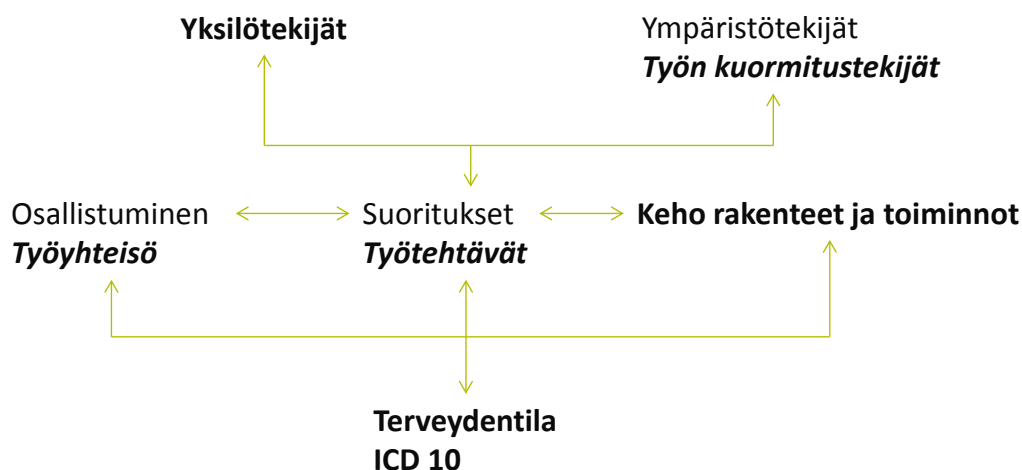 Yksilötekijät
Ympäristötekijät
Työn kuormitustekijät
Osallistuminen
Työyhteisö
Suoritukset
Työtehtävät
Keho rakenteet ja toiminnot
Terveydentila
ICD 10